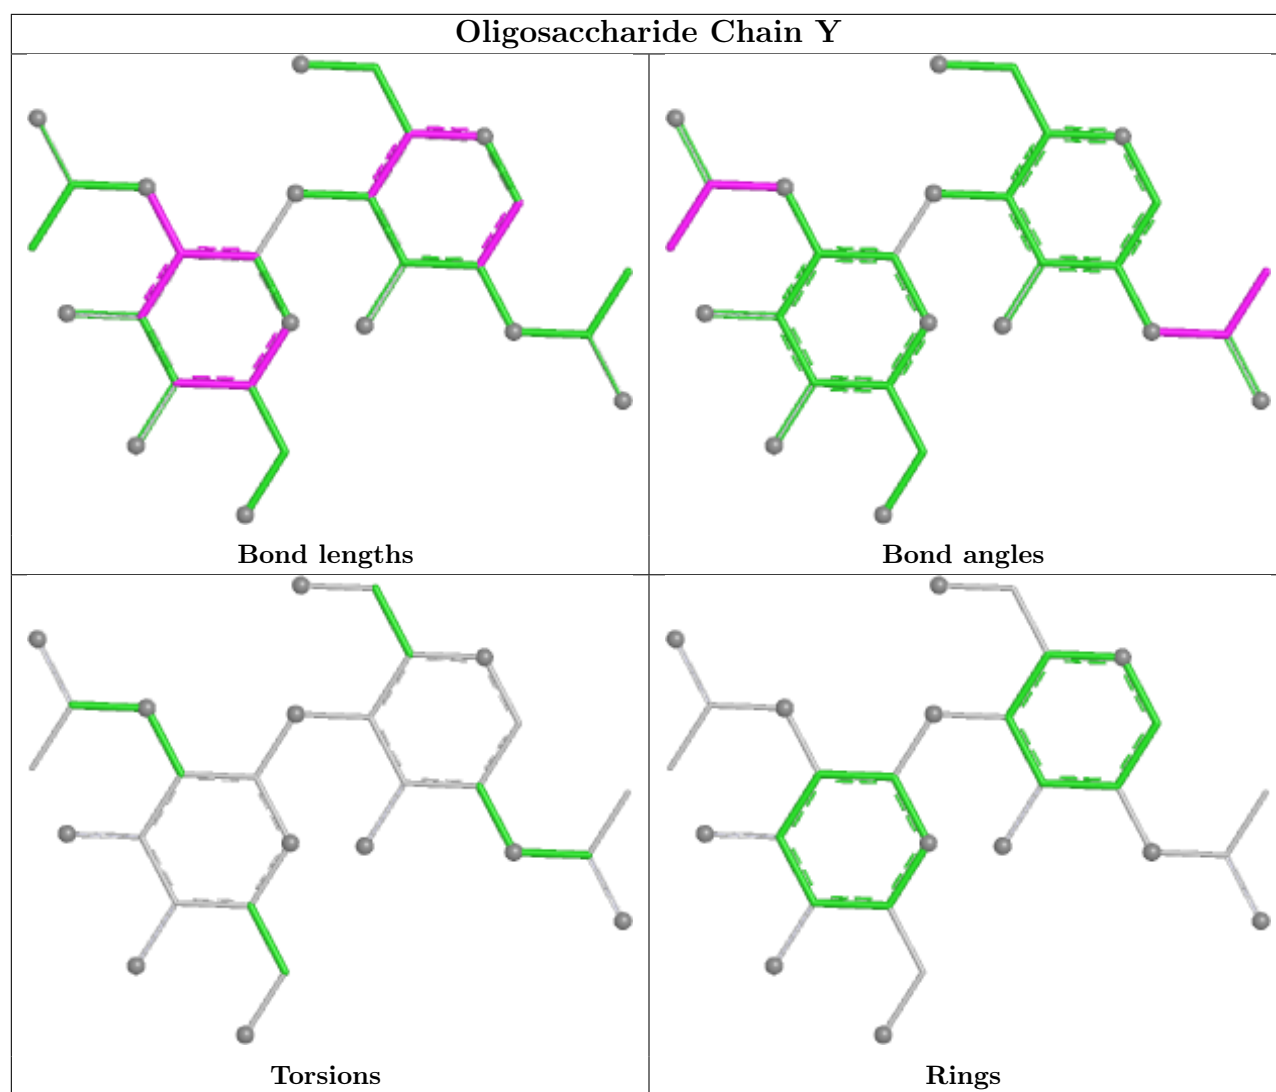 Oligosaccharide Chain Y
Bond lengths
Bond angles
Torsions
Rings